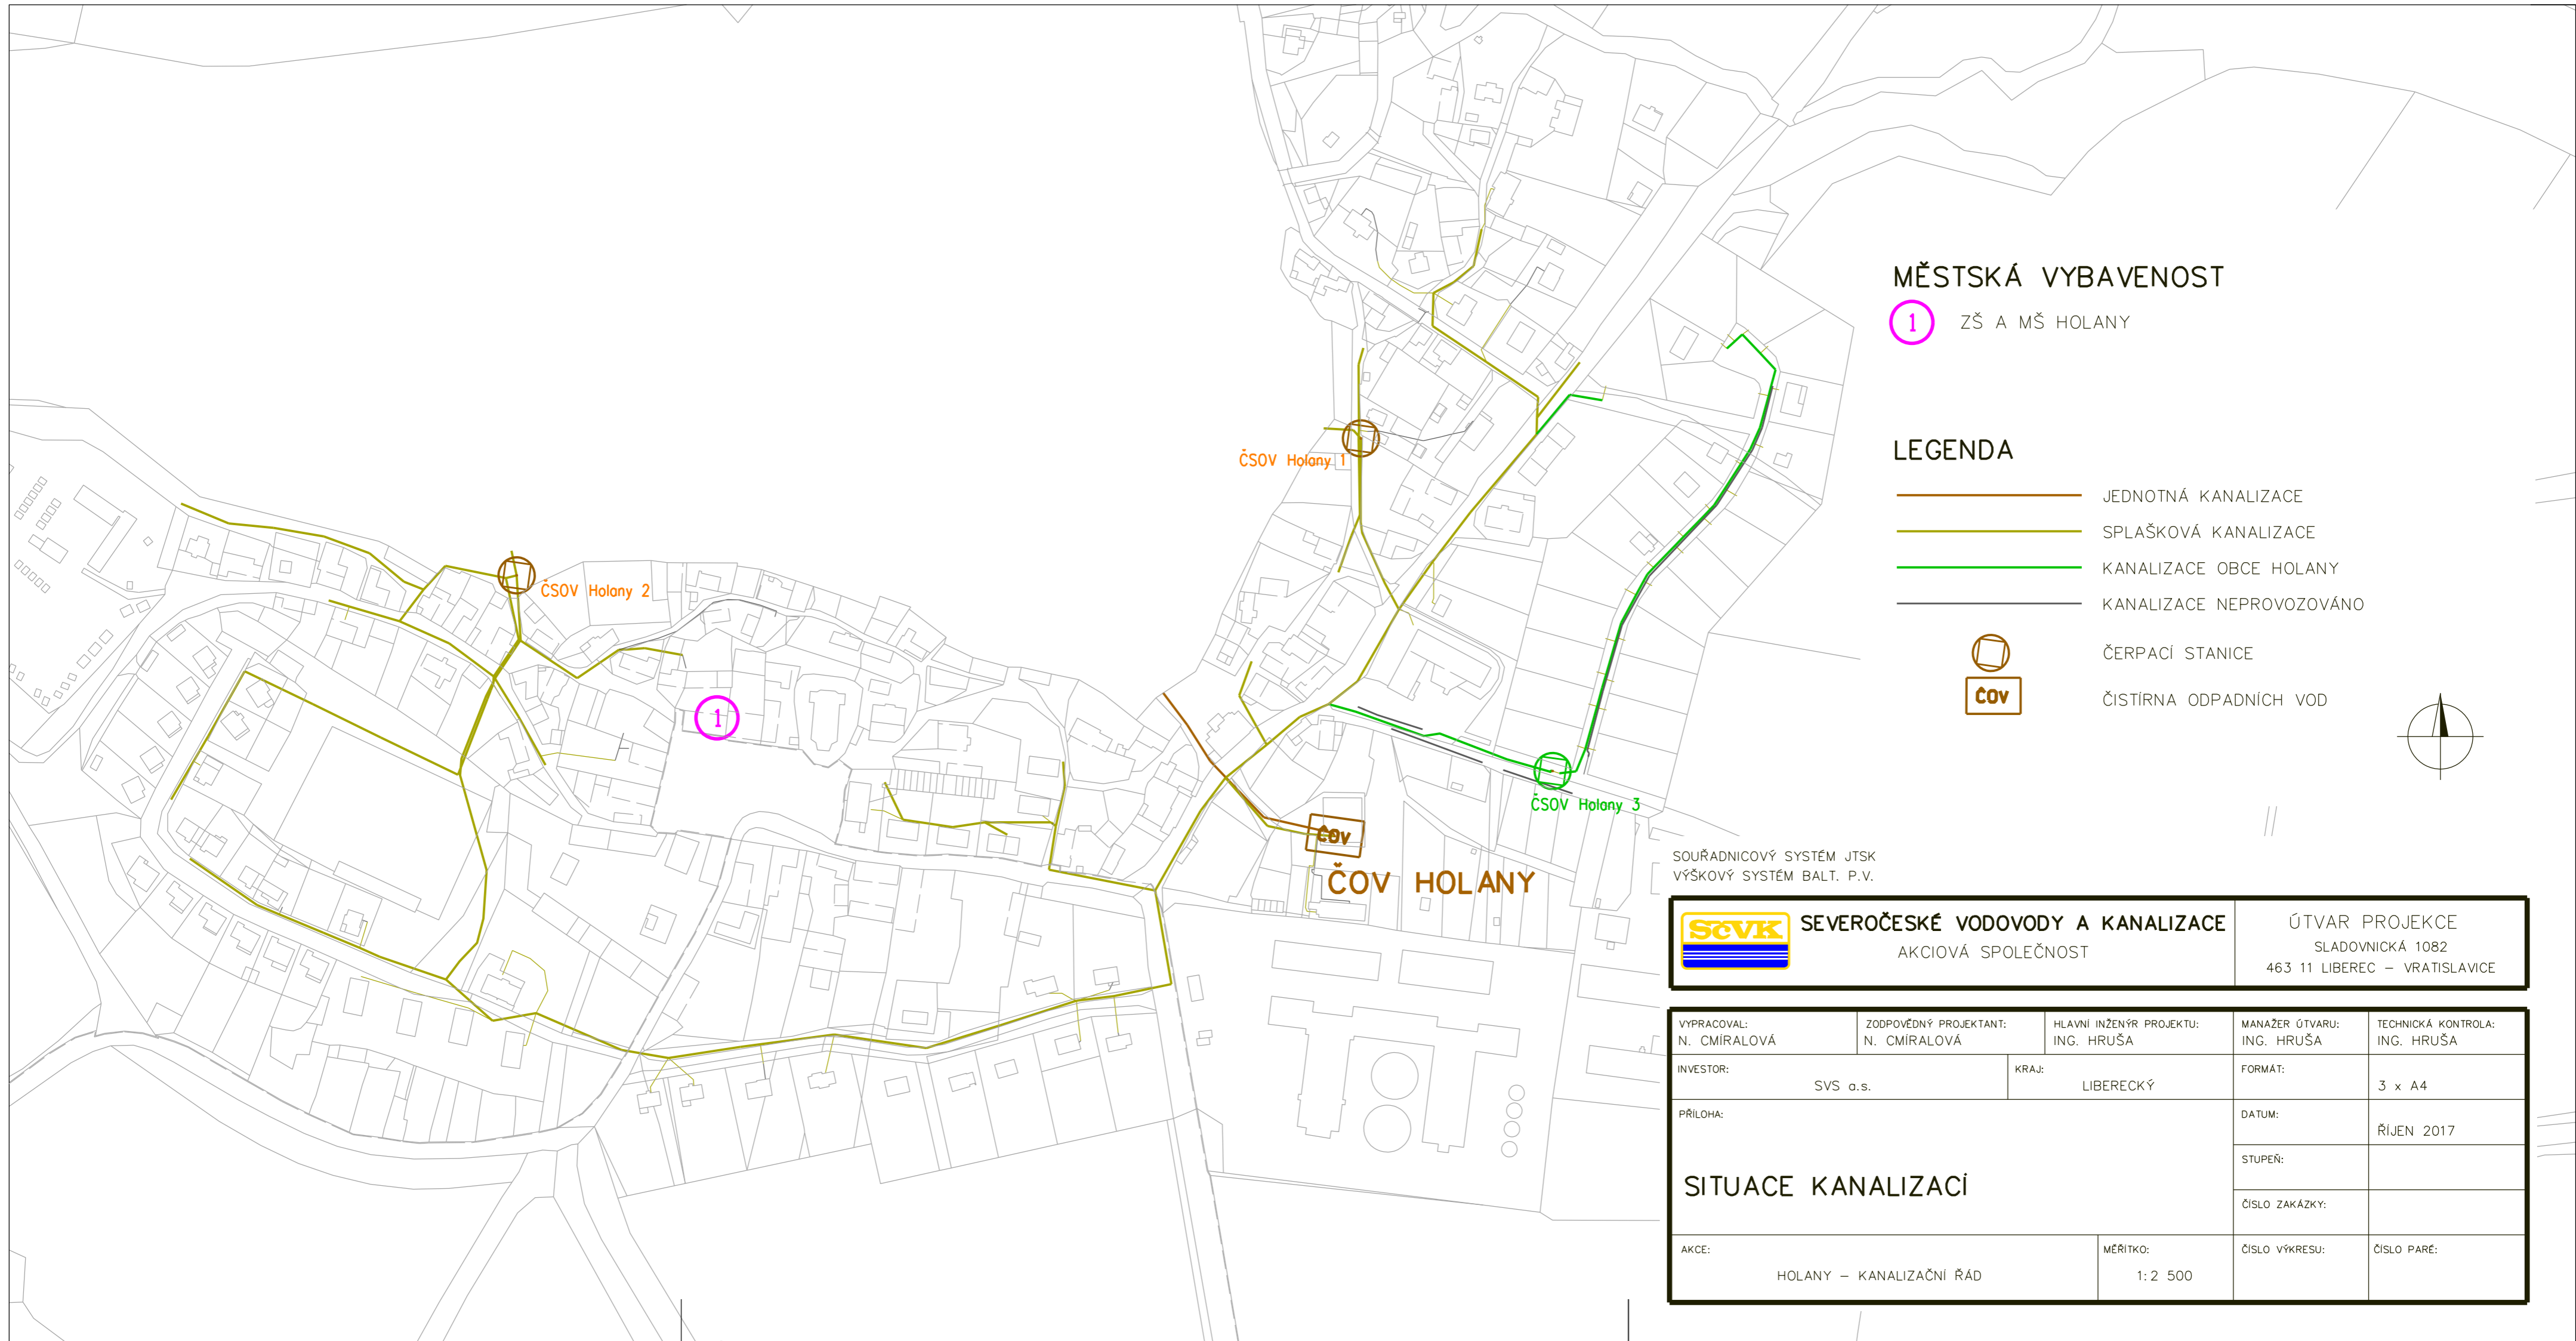 MĚSTSKÁ VYBAVENOST
1 ZŠ A MŠ HOLANY
LEGENDA
JEDNOTNÁ KANALIZACE
SPLAŠKOVÁ KANALIZACE
KANALIZACE OBCE HOLANY
KANALIZACE NEPROVOZOVÁNO
ČERPACÍ STANICE
ČOV ČISTÍRNA ODPADNÍCH VOD
ČSOV Holany 1
ČSOV Holany 2
1
ČSOV Holany 3
ČOV
ČOV HOLANY
SOUŘADNICOVÝ SYSTÉM JTSK
VÝŠKOVÝ SYSTÉM BALT. P.V.
SčVK
SEVEROČESKÉ VODOVODY A KANALIZACE
AKCIOVÁ SPOLEČNOST
ÚTVAR PROJEKCE
SLADOVNICKÁ 1082
463 11 LIBEREC – VRATISLAVICE
VYPRACOVAL:
N. CMÍRALOVÁ
ZODPOVĚDNÝ PROJEKTANT:
N. CMÍRALOVÁ
HLAVNÍ INŽENÝR PROJEKTU:
ING. HRUŠA
MANAŽER ÚTVARU:
ING. HRUŠA
TECHNICKÁ KONTROLA:
ING. HRUŠA
INVESTOR:
SVS a.s.
KRAJ:
LIBERECKÝ
FORMÁT:
3 x A4
PŘÍLOHA:
SITUACE KANALIZACÍ
DATUM:
ŘÍJEN 2017
STUPEŇ:
ČÍSLO ZAKÁZKY:
AKCE:
HOLANY – KANALIZAČNÍ ŘÁD
MĚŘÍTKO:
1:2 500
ČÍSLO VÝKRESU:
ČÍSLO PARÉ: